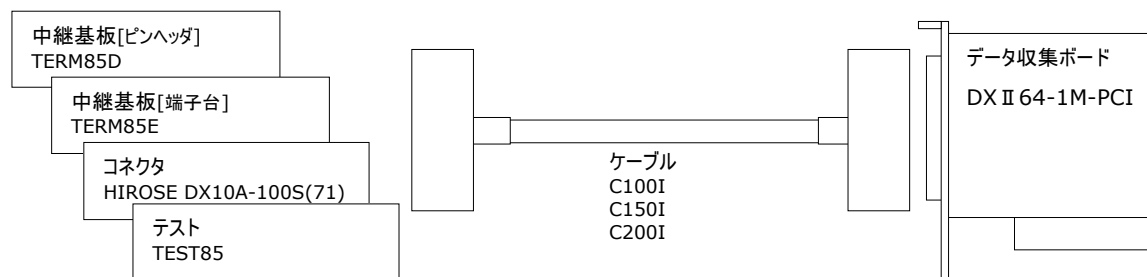 中継基板[ピンヘッダ]
TERM85D
中継基板[端子台]
TERM85E
コネクタ
HIROSE DX10A-100S(71)
テスト
TEST85
ケーブル
C100I
C150I
C200I
データ収集ボード
DXⅡ64-1M-PCI